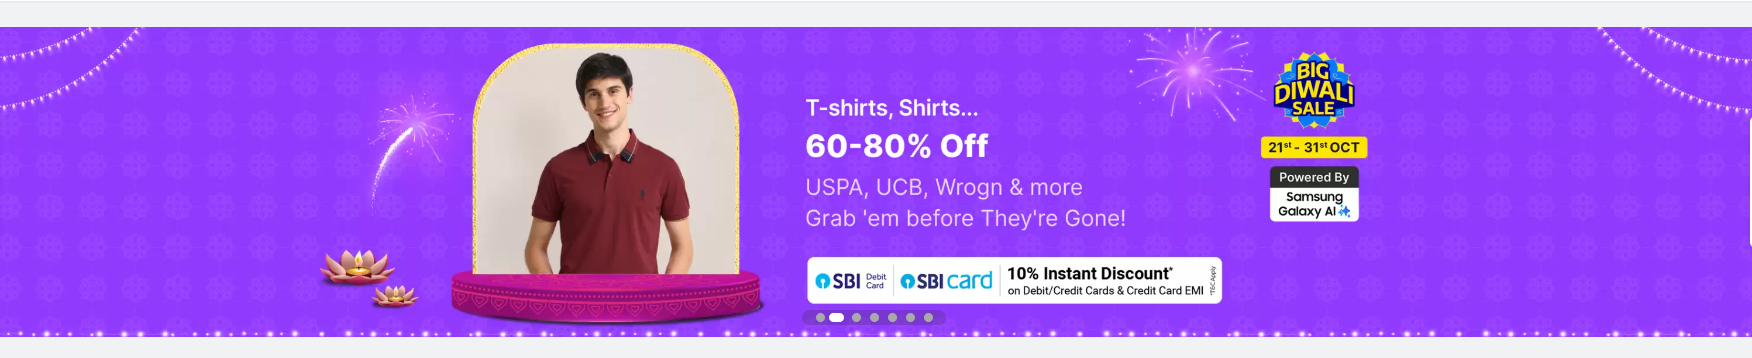 T-shirts, Shirts...
60-80% Off
USPA, UCB, Wrogn & more
Grab 'em before They're Gone!
SBI Debit Card
SBI card
10% Instant Discount*
on Debit/Credit Cards & Credit Card EMI
*T&C Apply
BIG
DIWALI
SALE
21st - 31st OCT
Powered By
Samsung
Galaxy AI